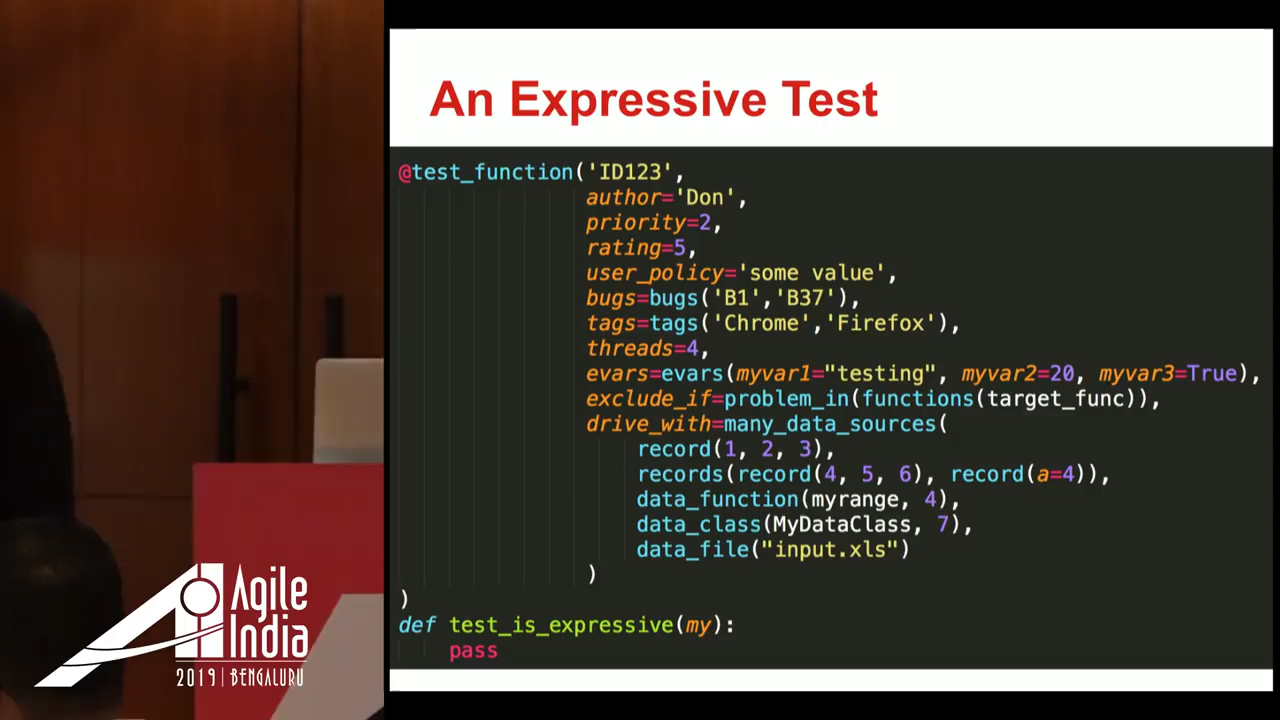 An Expressive Test
@test_function('ID123',
author='Don',
priority=2,
rating=5,
user_policy='some value',
bugs=bugs('B1','B37'),
tags=tags('Chrome','Firefox'),
threads=4,
evars=evars(myvar1="testing", myvar2=20, myvar3=True),
exclude_if=problem_in(functions(target_func)),
drive_with=many_data_sources(
record(1, 2, 3),
records(record(4, 5, 6), record(a=4)),
data_function(myrange, 4),
data_class(MyDataClass, 7),
data_file("input.xls")
)
)
def test_is_expressive(my):
pass
Agile
India
2019 | BENGALURU